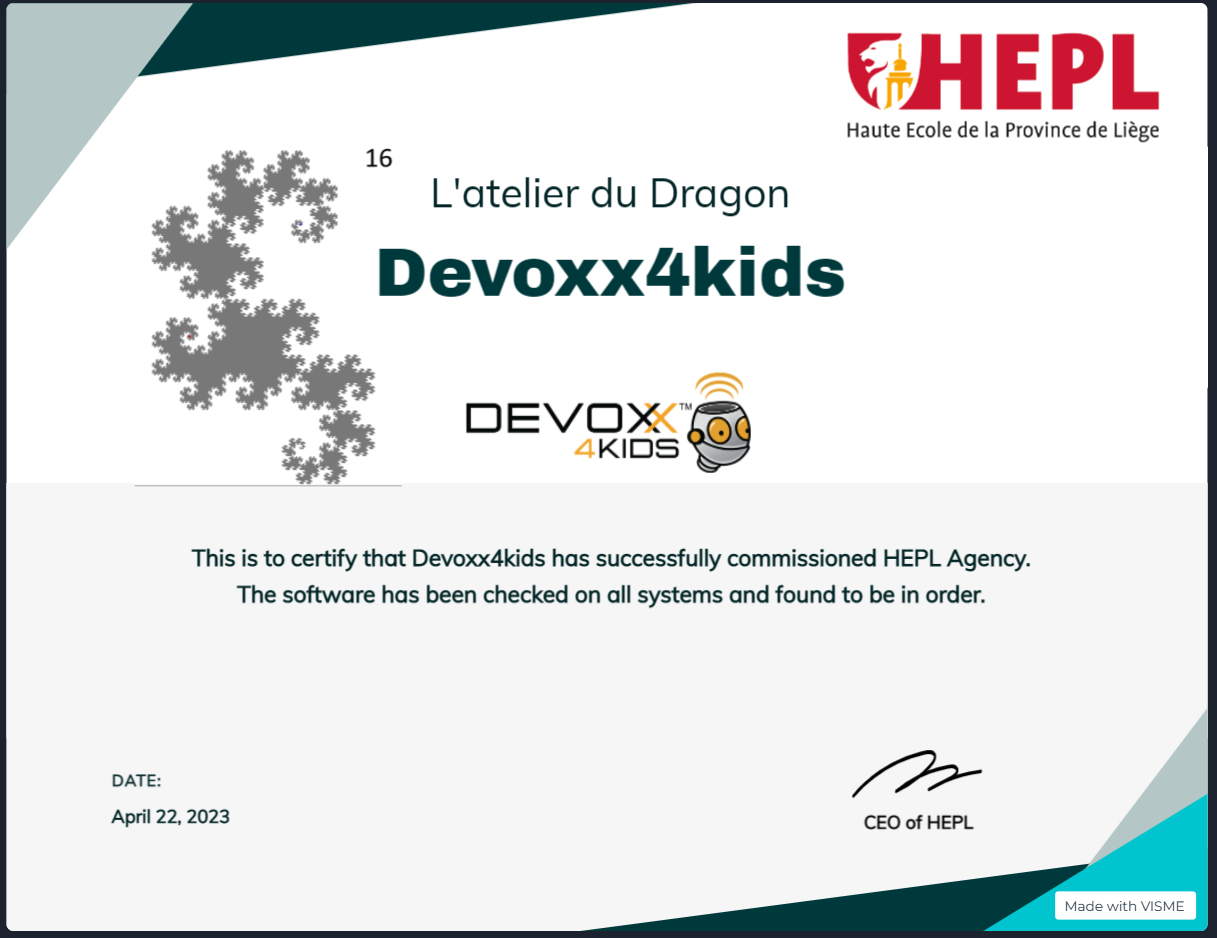 HEPL
Haute Ecole de la Province de Liège
16
L'atelier du Dragon
Devoxx4kids
DEVOXX™
4KIDS
This is to certify that Devoxx4kids has successfully commissioned HEPL Agency.
The software has been checked on all systems and found to be in order.
DATE:
April 22, 2023
CEO of HEPL
Made with VISME